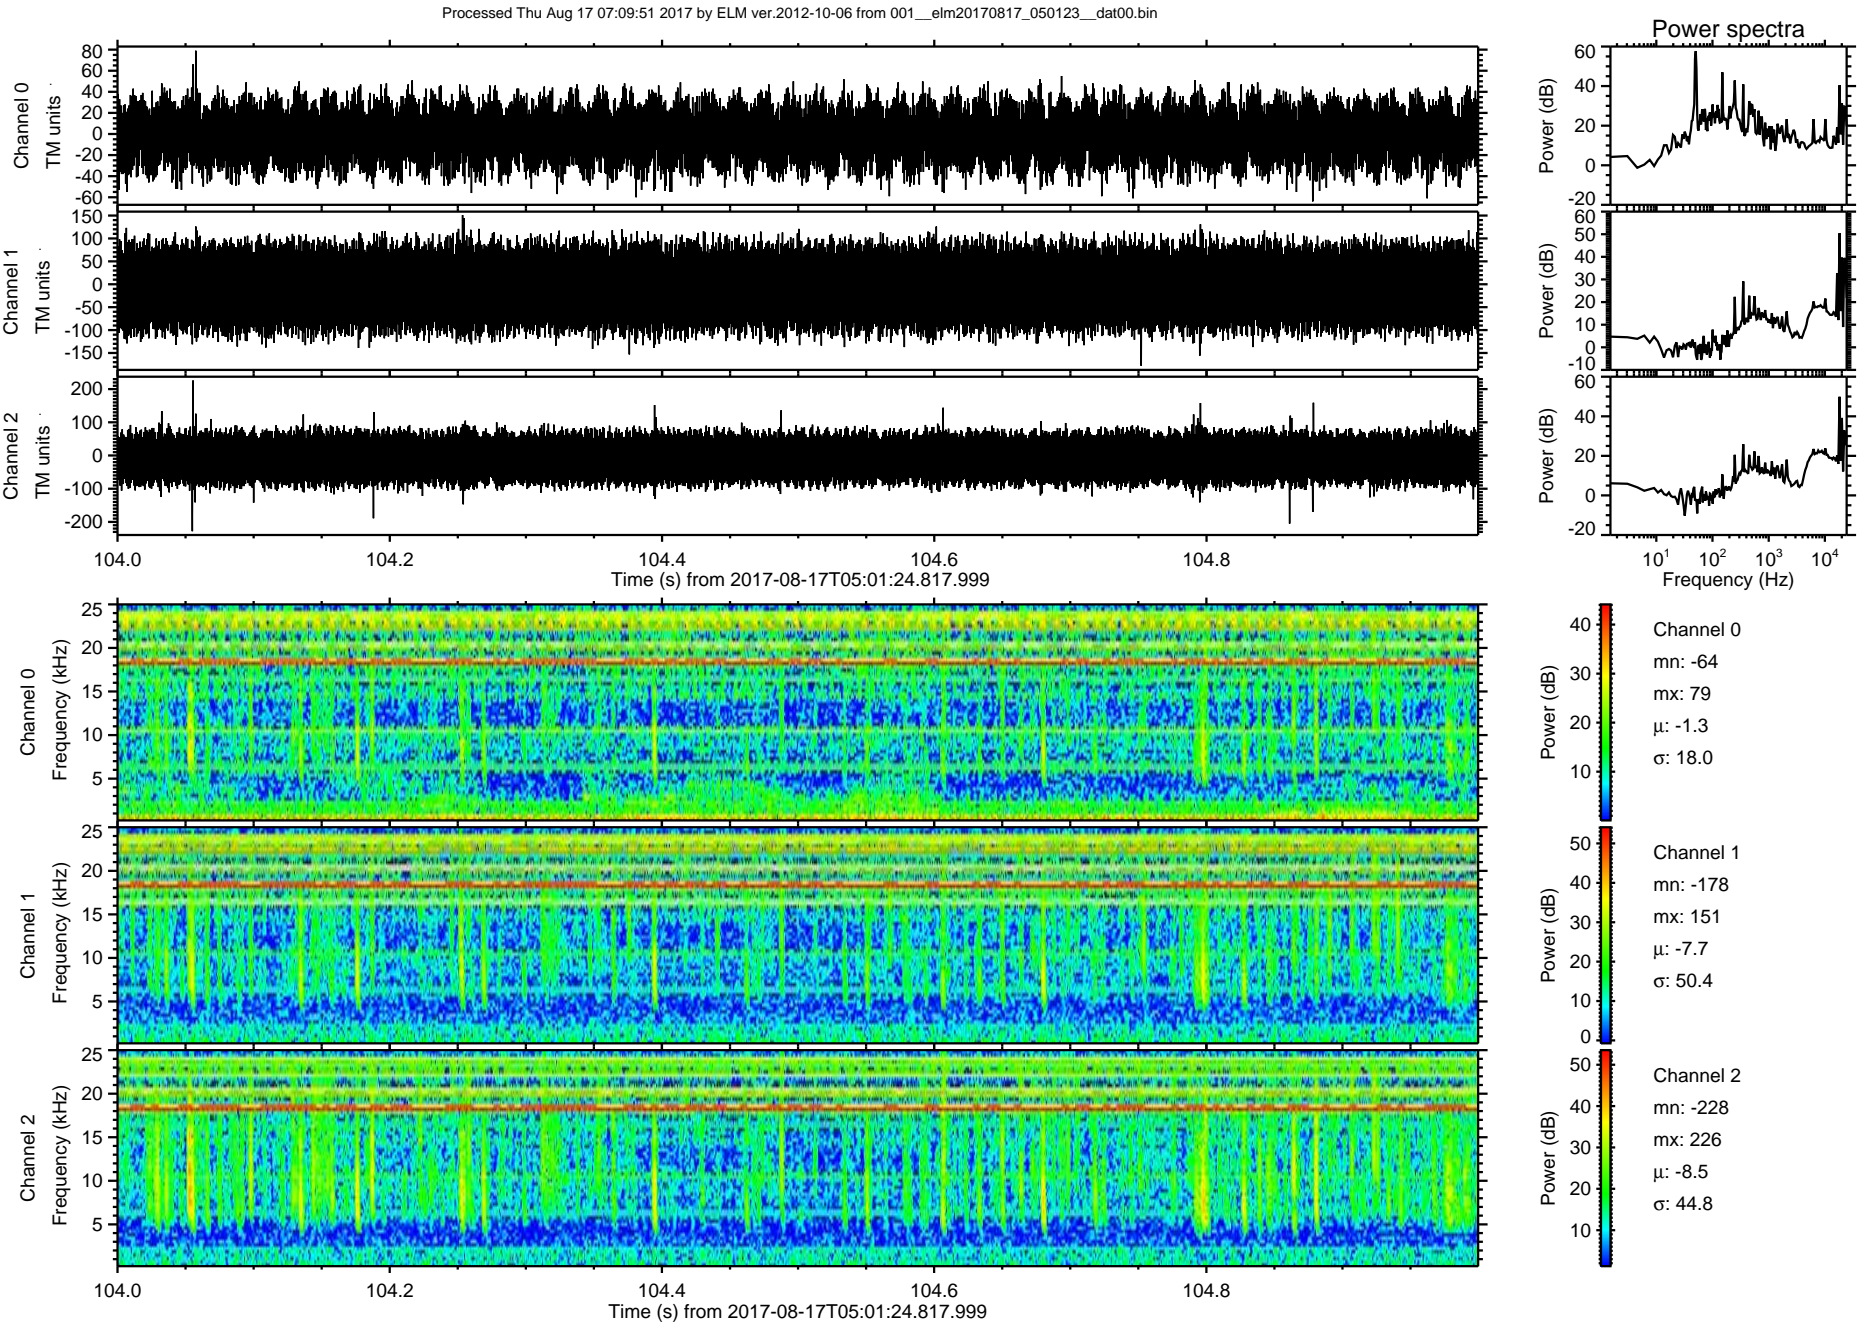 Processed Thu Aug 17 07:09:51 2017 by ELM ver.2012-10-06 from 001__elm20170817_050123__dat00.bin
Power spectra
Channel 0
TM units
80
60
40
20
0
-20
-40
-60
Power (dB)
60
40
20
0
-20
Channel 1
TM units
150
100
50
0
-50
-100
-150
Power (dB)
60
50
40
30
20
10
0
-10
Channel 2
TM units
200
100
0
-100
-200
Power (dB)
60
40
20
0
-20
104.0 104.2 104.4 104.6 104.8
Time (s) from 2017-08-17T05:01:24.817.999
10^1 10^2 10^3 10^4
Frequency (Hz)
Channel 0
Frequency (kHz)
25
20
15
10
5
Power (dB)
40
30
20
10
Channel 0
mn: -64
mx: 79
μ: -1.3
σ: 18.0
Channel 1
Frequency (kHz)
25
20
15
10
5
Power (dB)
50
40
30
20
10
0
Channel 1
mn: -178
mx: 151
μ: -7.7
σ: 50.4
Channel 2
Frequency (kHz)
25
20
15
10
5
Power (dB)
50
40
30
20
10
Channel 2
mn: -228
mx: 226
μ: -8.5
σ: 44.8
104.0 104.2 104.4 104.6 104.8
Time (s) from 2017-08-17T05:01:24.817.999